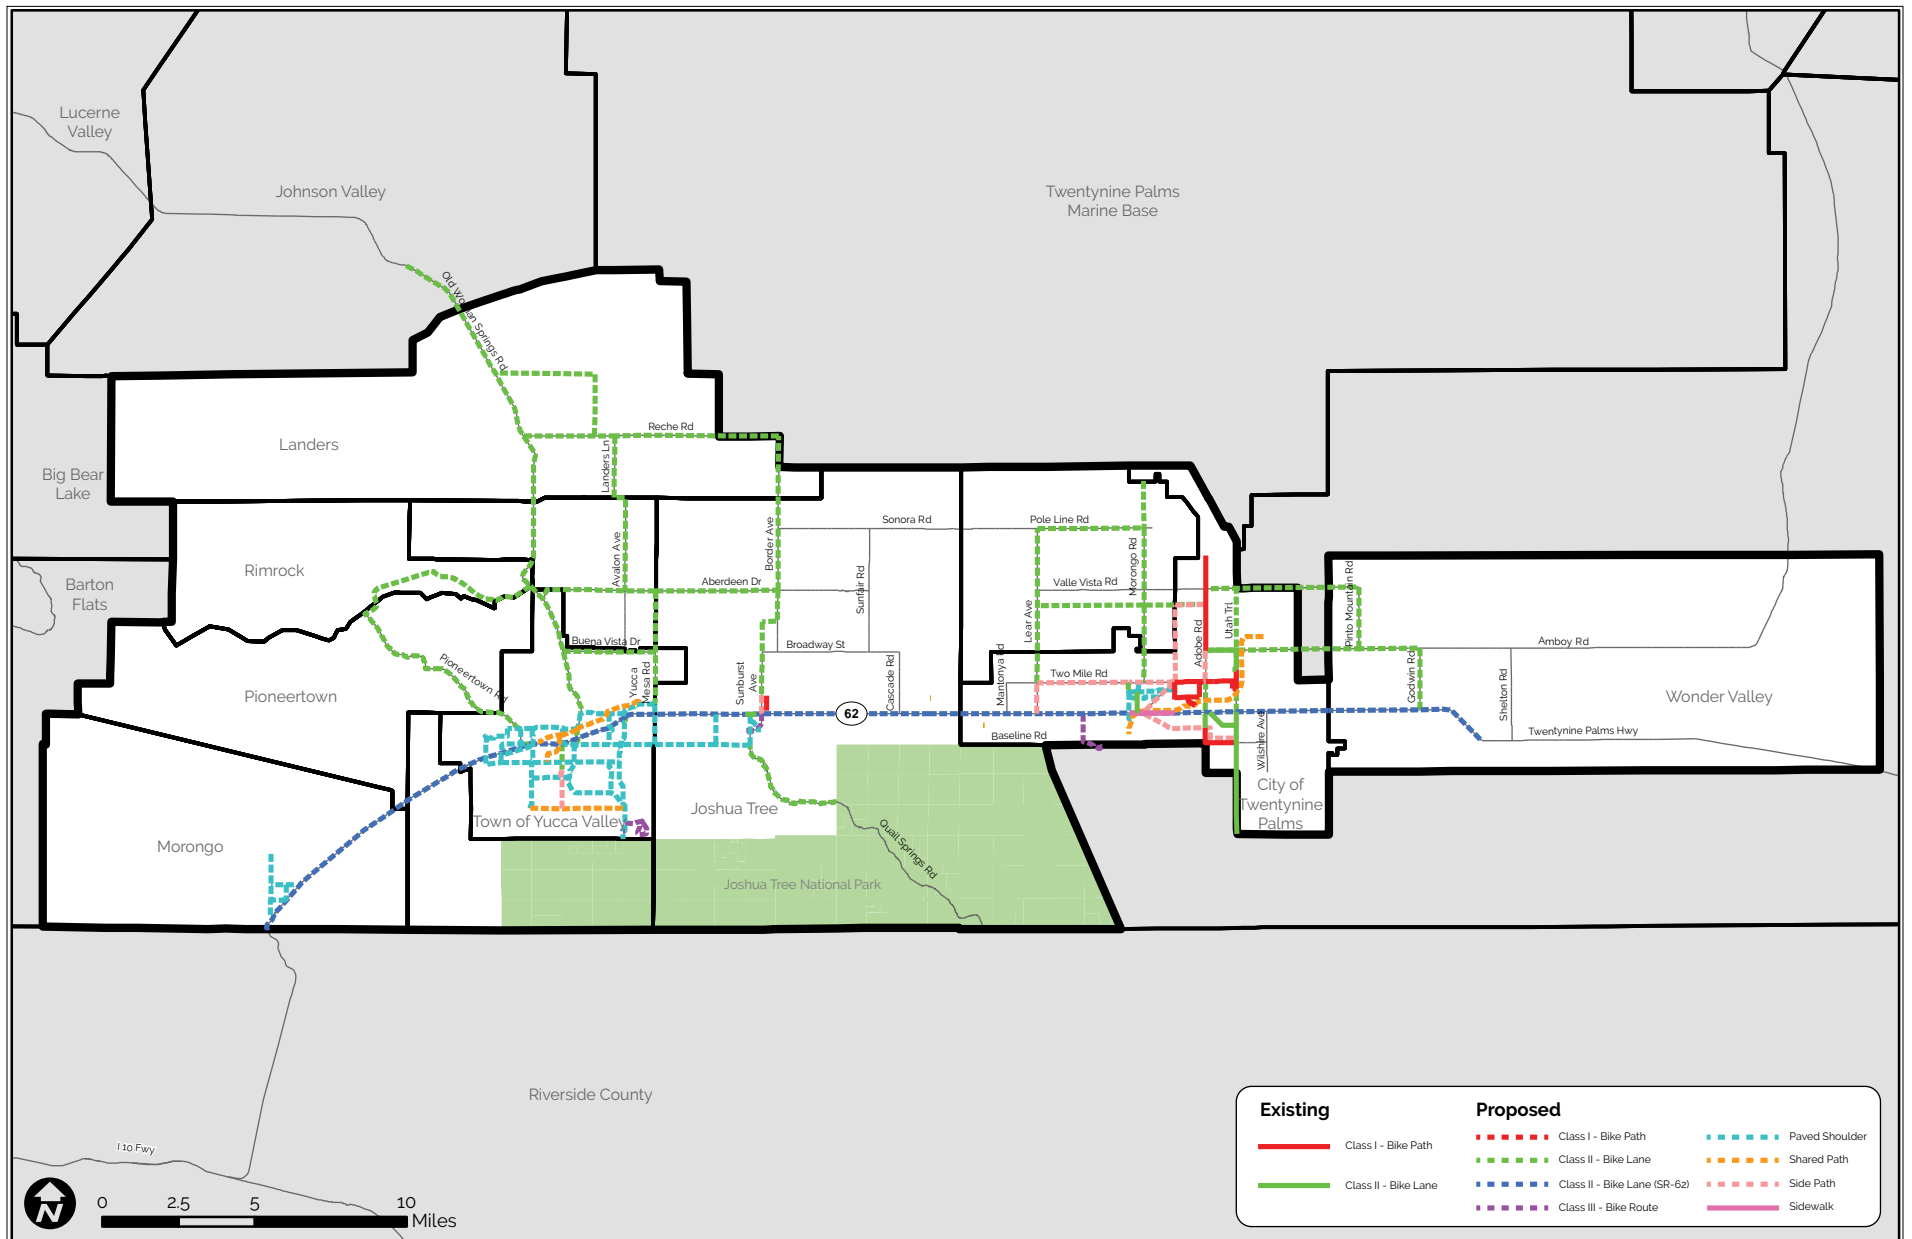 Lucerne
Valley
Johnson Valley
Twentynine Palms
Marine Base
Old Woman Springs Rd
Reche Rd
Landers
Landers Ln
Big Bear
Lake
Sonora Rd
Pole Line Rd
Border Ave
Avalon Ave
Morongo Rd
Rimrock
Barton
Flats
Aberdeen Dr
Sunfair Rd
Valle Vista Rd
Lear Ave
Utah Trl
Pinto Mountain Rd
Adobe Rd
Buena Vista Dr
Broadway St
Amboy Rd
Pioneertown Rd
Pioneertown
Yucca
Mesa Rd
Sunburst
Ave
Cascade Rd
Mantonya Rd
Two Mile Rd
Godwin Rd
Shelton Rd
Wonder Valley
62
Baseline Rd
Wilshire Ave
Twentynine Palms Hwy
City of
Twentynine
Palms
Joshua Tree
Town of Yucca Valley
Morongo
Quail Springs Rd
Joshua Tree National Park
Riverside County
I 10 Fwy
N
0 2.5 5 10
Miles
Existing
Class I - Bike Path
Class II - Bike Lane
Proposed
Class I - Bike Path
Class II - Bike Lane
Class II - Bike Lane (SR-62)
Class III - Bike Route
Paved Shoulder
Shared Path
Side Path
Sidewalk